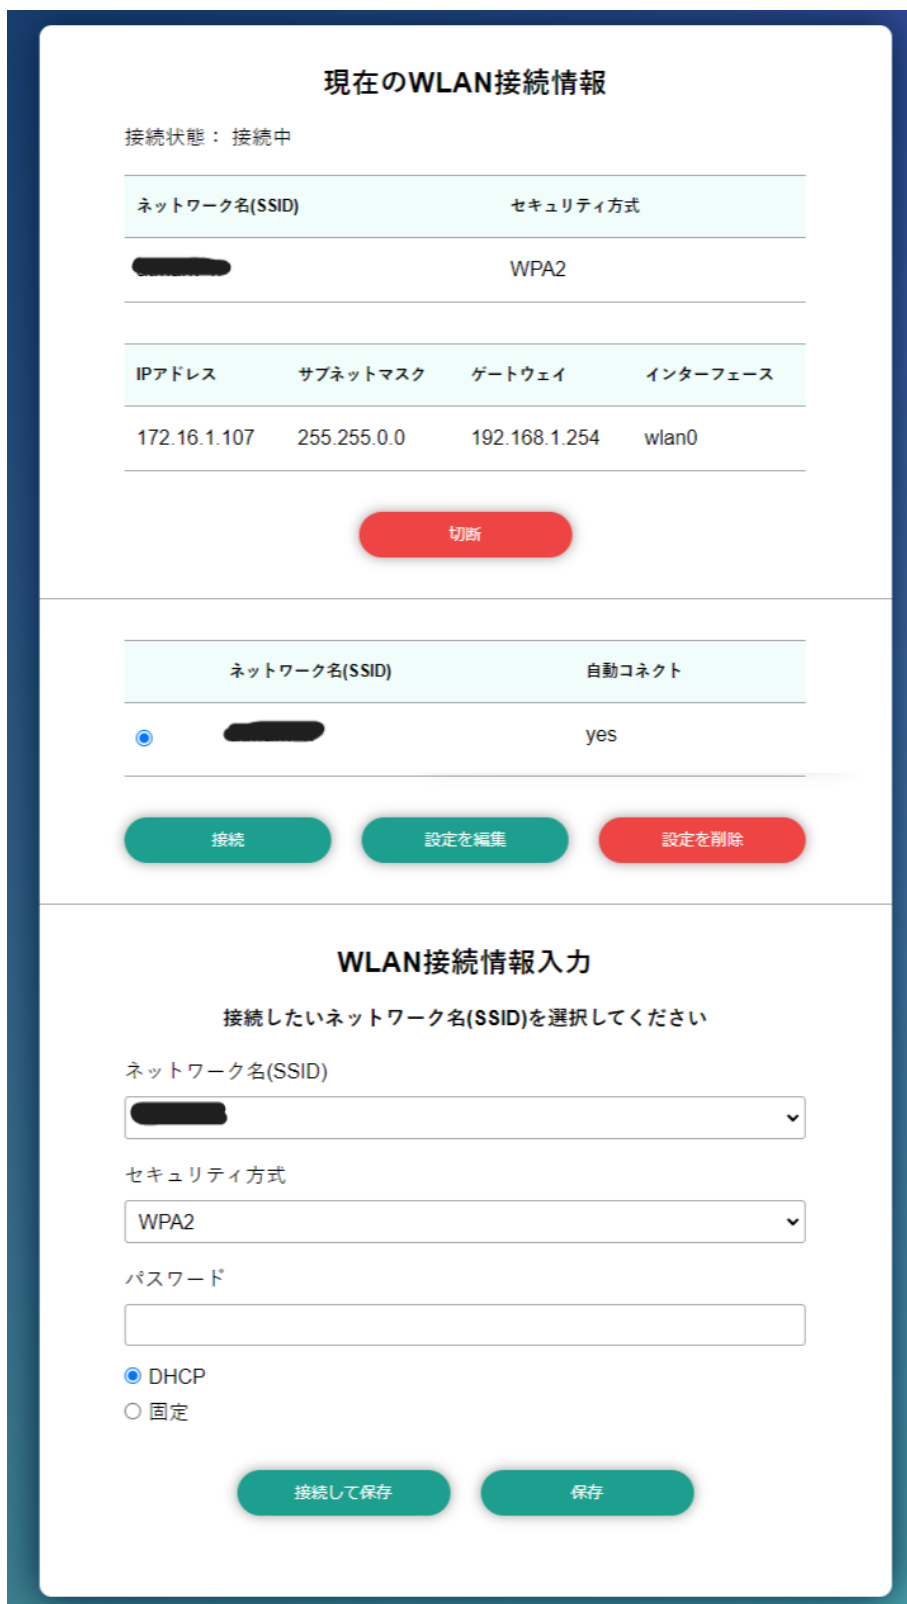 現在のWLAN接続情報
接続状態： 接続中
ネットワーク名(SSID) セキュリティ方式
WPA2
IPアドレス サブネットマスク ゲートウェイ インターフェース
172.16.1.107 255.255.0.0 192.168.1.254 wlan0
切断
ネットワーク名(SSID) 自動コネクト
yes
接続 設定を編集 設定を削除
WLAN接続情報入力
接続したいネットワーク名(SSID)を選択してください
ネットワーク名(SSID)
セキュリティ方式
WPA2
パスワード
DHCP
固定
接続して保存 保存